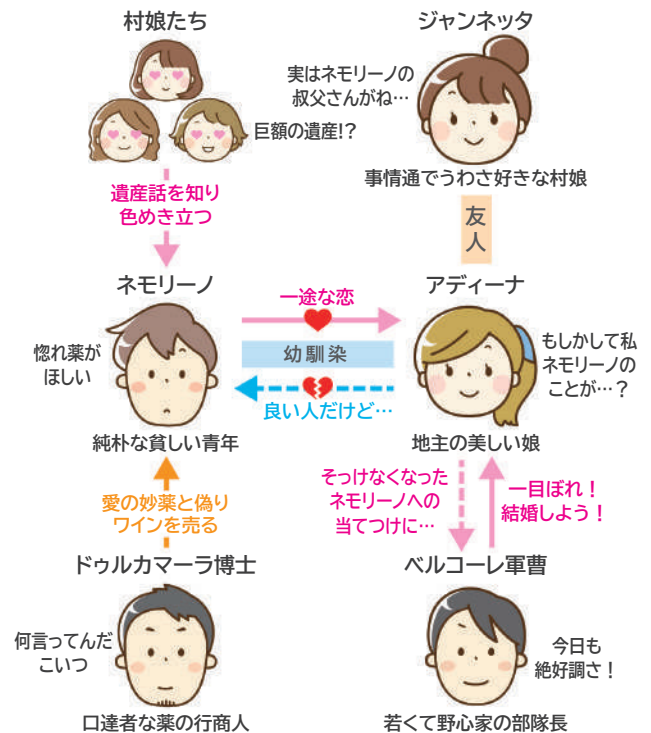 村娘たち
ジャンネッタ
実はネモリーノの
叔父さんがね…
巨額の遺産!?
事情通でうわさ好きな村娘
遺産話を知り
色めき立つ
友人
ネモリーノ
一途な恋
アディーナ
惚れ薬が
ほしい
幼馴染
もしかして私
ネモリーノの
ことが…？
良い人だけど…
純朴な貧しい青年
地主の美しい娘
愛の妙薬と偽り
ワインを売る
そっけなくなった
ネモリーノへの
当てつけに…
一目ぼれ！
結婚しよう！
ドゥルカマーラ博士
ベルコーレ軍曹
何言ってんだ
こいつ
今日も
絶好調さ！
口達者な薬の行商人
若くて野心家の部隊長